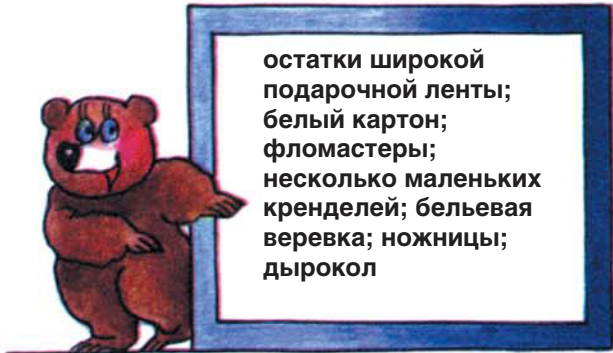 остатки широкой
подарочной ленты;
белый картон;
фломастеры;
несколько маленьких
кренделей; бельевая
веревка; ножницы;
дырокол